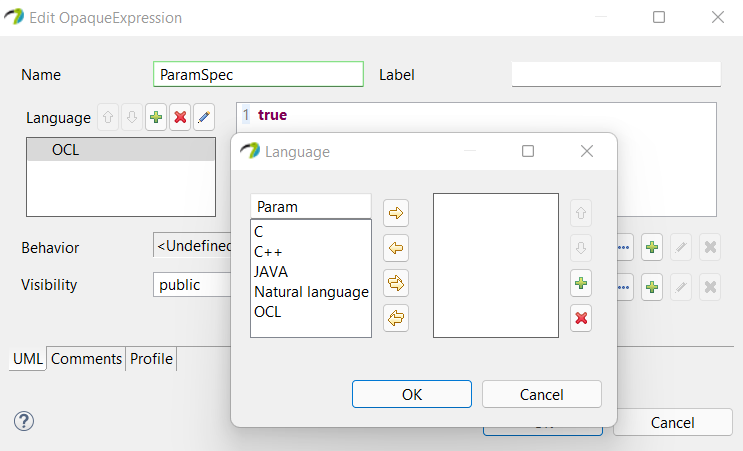 Edit OpaqueExpression
Name
ParamSpec
Label
Language
1 true
OCL
Language
Param
C
C++
JAVA
Natural language
OCL
Behavior
<Undefined
Visibility
public
UML
Comments
Profile
OK
Cancel
Cancel